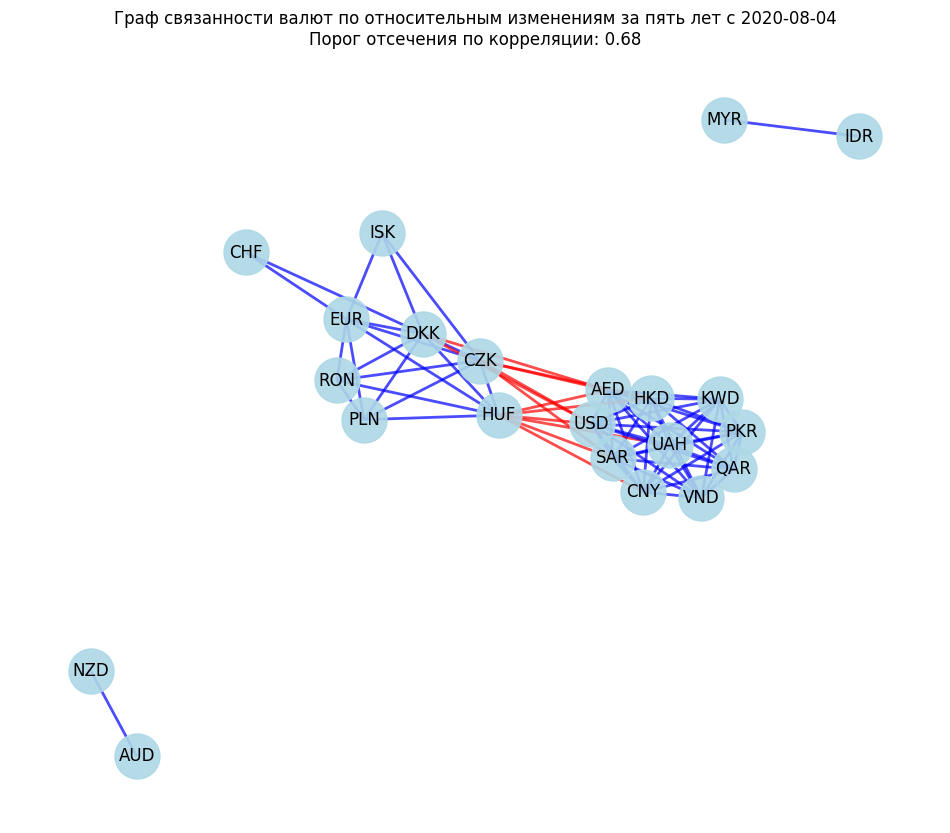 Граф связанности валют по относительным изменениям за пять лет с 2020-08-04
Порог отсечения по корреляции: 0.68
MYR
IDR
ISK
CHF
EUR
DKK
CZK
RON
PLN
HUF
AED
HKD
KWD
USD
PKR
UAH
SAR
QAR
CNY
VND
NZD
AUD